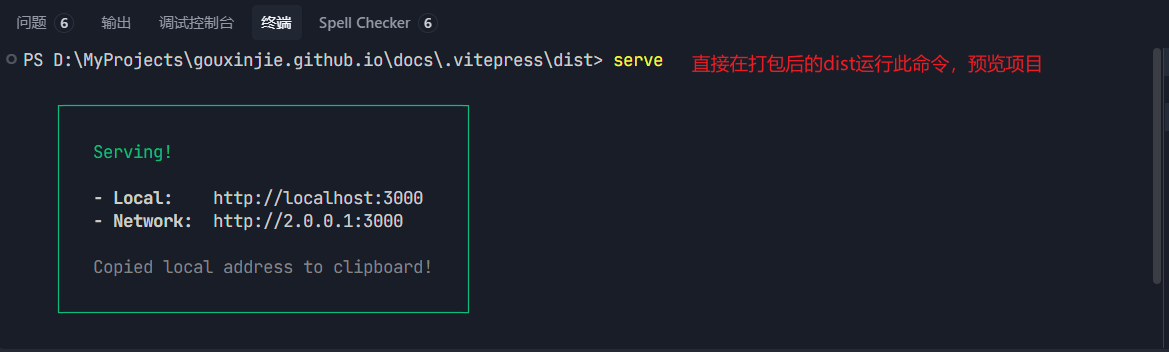 问题 6 输出 调试控制台 终端 Spell Checker 6
PS D:\MyProjects\gouxinjie.github.io\docs\.vitepress\dist> serve 直接在打包后的dist运行此命令，预览项目
Serving!
- Local: http://localhost:3000
- Network: http://2.0.0.1:3000
Copied local address to clipboard!